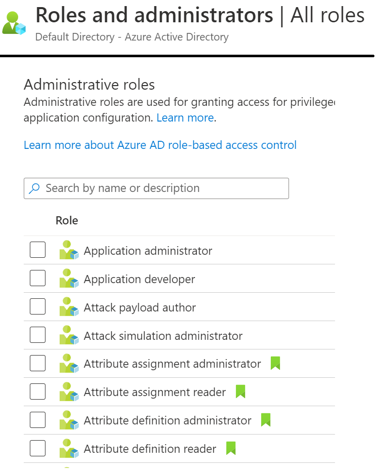 Roles and administrators | All roles
Default Directory - Azure Active Directory
Administrative roles
Administrative roles are used for granting access for privilege
application configuration. Learn more.
Learn more about Azure AD role-based access control
Search by name or description
Role
Application administrator
Application developer
Attack payload author
Attack simulation administrator
Attribute assignment administrator
Attribute assignment reader
Attribute definition administrator
Attribute definition reader